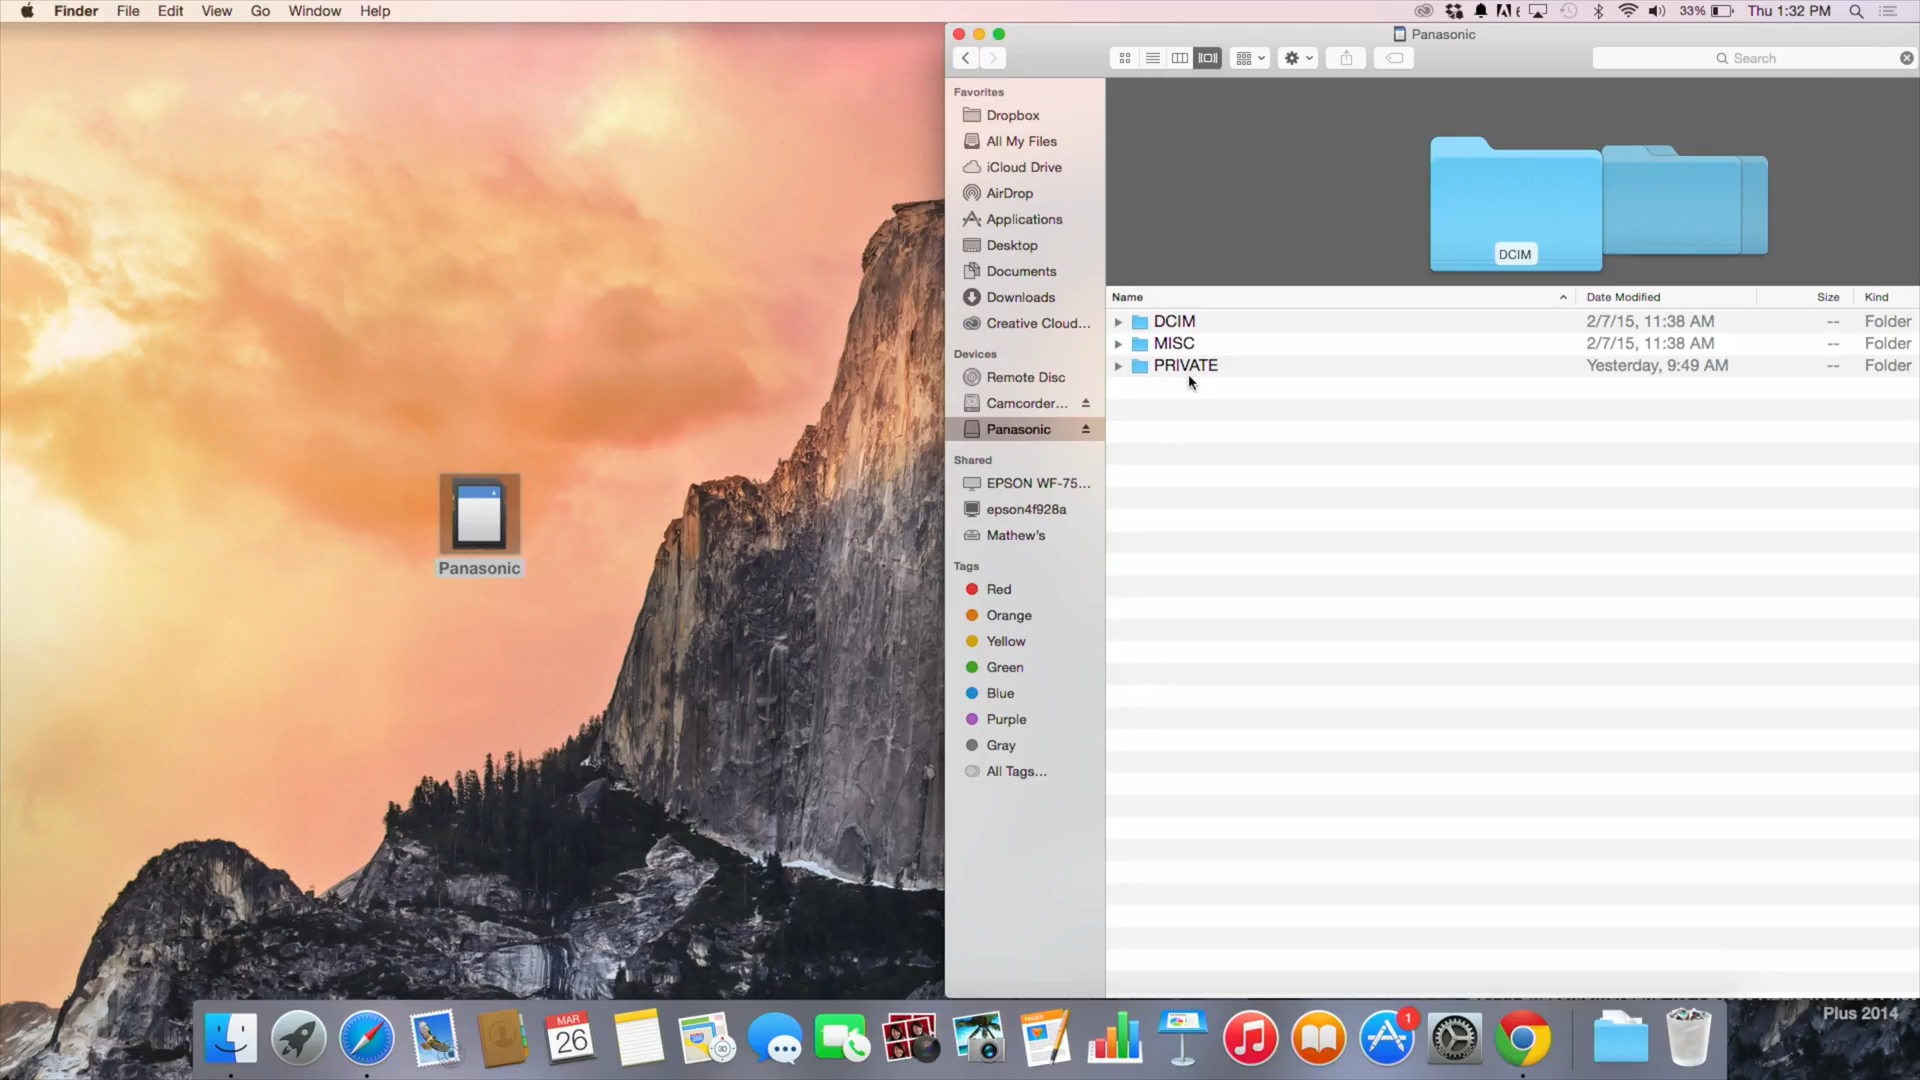 Finder File Edit View Go Window Help
6 33% Thu 1:32 PM
Panasonic
Search
Favorites
Dropbox
All My Files
iCloud Drive
AirDrop
Applications
Desktop
Documents
Downloads
Creative Cloud...
Devices
Remote Disc
Camcorder...
Panasonic
Shared
EPSON WF-75...
epson4f928a
Mathew's
Tags
Red
Orange
Yellow
Green
Blue
Purple
Gray
All Tags...
DCIM
Name Date Modified Size Kind
DCIM 2/7/15, 11:38 AM -- Folder
MISC 2/7/15, 11:38 AM -- Folder
PRIVATE Yesterday, 9:49 AM -- Folder
Panasonic
Plus 2014
MAR
26
3D
PAGES
1